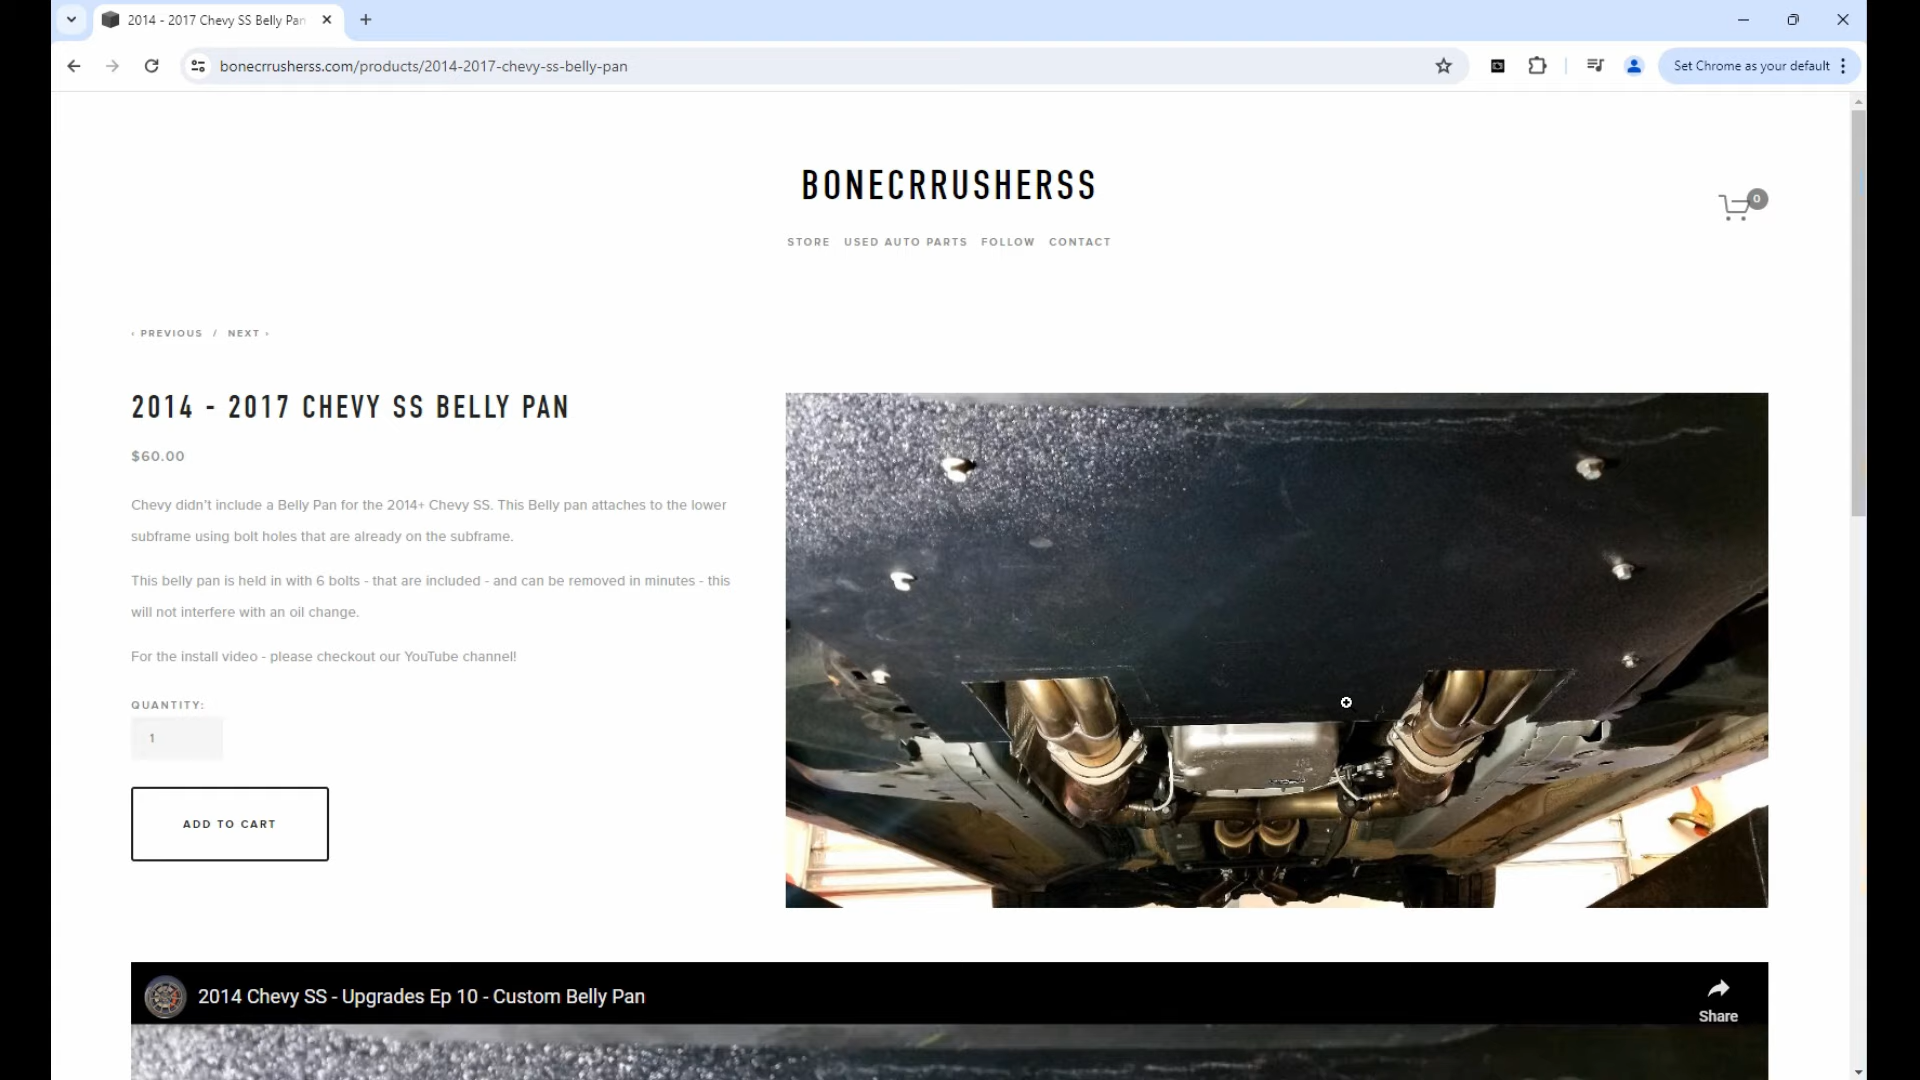 2014 - 2017 Chevy SS Belly Pan
bonecrrusherss.com/products/2014-2017-chevy-ss-belly-pan
Set Chrome as your default
BONECRRUSHERSS
0
STORE USED AUTO PARTS FOLLOW CONTACT
‹ PREVIOUS / NEXT ›
2014 - 2017 CHEVY SS BELLY PAN
$60.00
Chevy didn't include a Belly Pan for the 2014+ Chevy SS. This Belly pan attaches to the lower
subframe using bolt holes that are already on the subframe.
This belly pan is held in with 6 bolts - that are included - and can be removed in minutes - this
will not interfere with an oil change.
For the install video - please checkout our YouTube channel!
QUANTITY:
1
ADD TO CART
2014 Chevy SS - Upgrades Ep 10 - Custom Belly Pan
Share